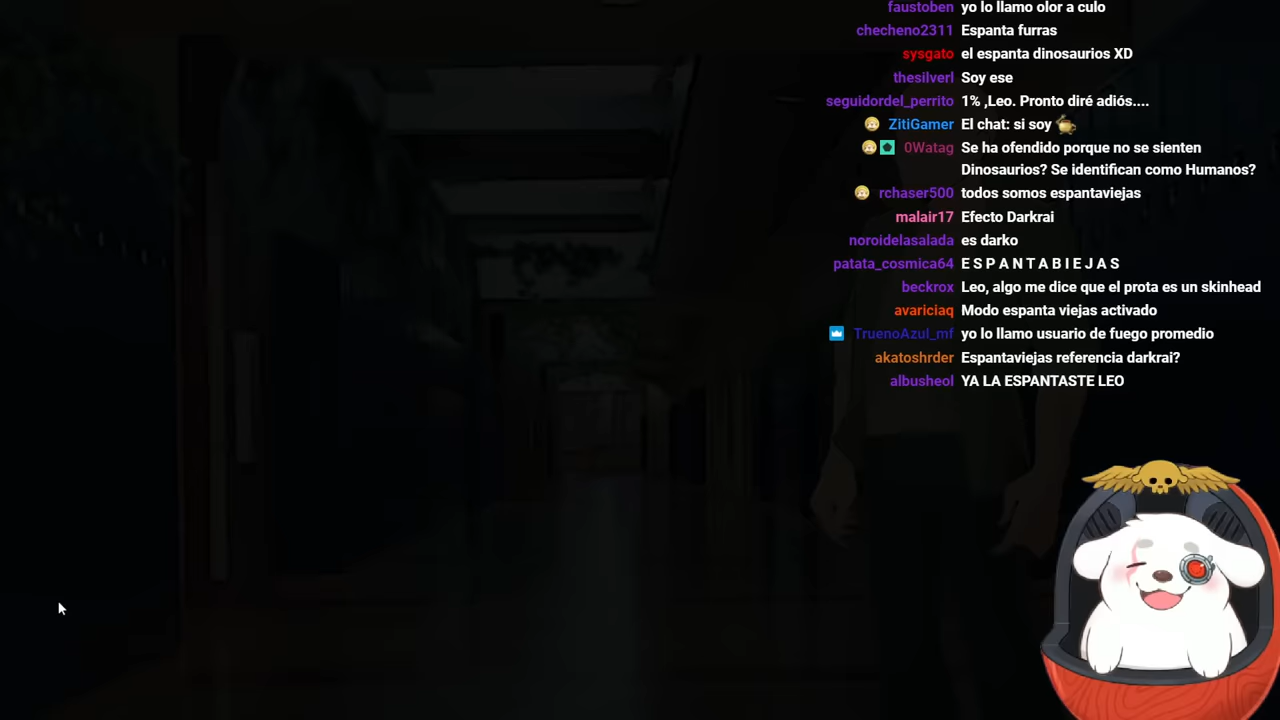 faustoben yo lo llamo olor a culo
checheno2311 Espanta furras
sysgato el espanta dinosaurios XD
thesilverl Soy ese
seguidordel_perrito 1% ,Leo. Pronto diré adiós....
ZitiGamer El chat: si soy
0Watag Se ha ofendido porque no se sienten
Dinosaurios? Se identifican como Humanos?
rchaser500 todos somos espantaviejas
malair17 Efecto Darkrai
noroidelasalada es darko
patata_cosmica64 E S P A N T A B I E J A S
beckrox Leo, algo me dice que el prota es un skinhead
avariciaq Modo espanta viejas activado
TruenoAzul_mf yo lo llamo usuario de fuego promedio
akatoshrder Espantaviejas referencia darkrai?
albusheol YA LA ESPANTASTE LEO